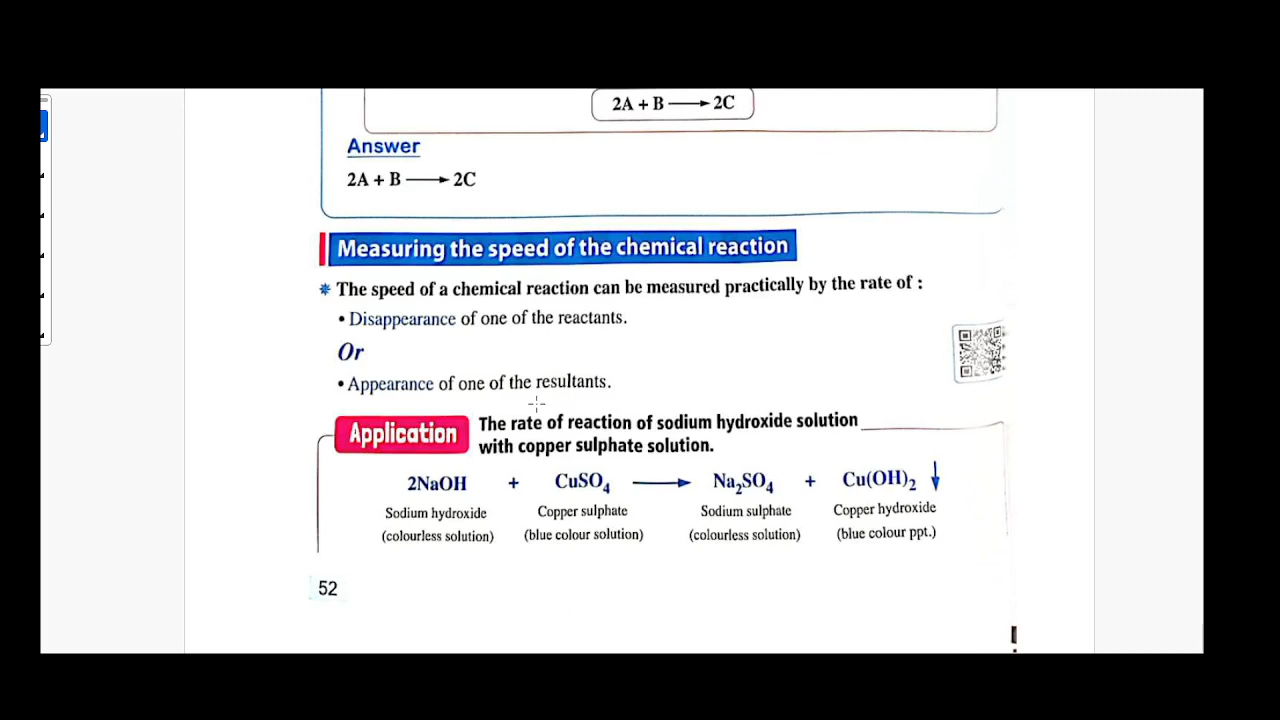 2A + B ⟶ 2C
Answer
2A + B ⟶ 2C
Measuring the speed of the chemical reaction
* The speed of a chemical reaction can be measured practically by the rate of :
• Disappearance of one of the reactants.
Or
• Appearance of one of the resultants.
Application The rate of reaction of sodium hydroxide solution
with copper sulphate solution.
2NaOH + CuSO₄ ⟶ Na₂SO₄ + Cu(OH)₂ ↓
Sodium hydroxide Copper sulphate Sodium sulphate Copper hydroxide
(colourless solution) (blue colour solution) (colourless solution) (blue colour ppt.)
52